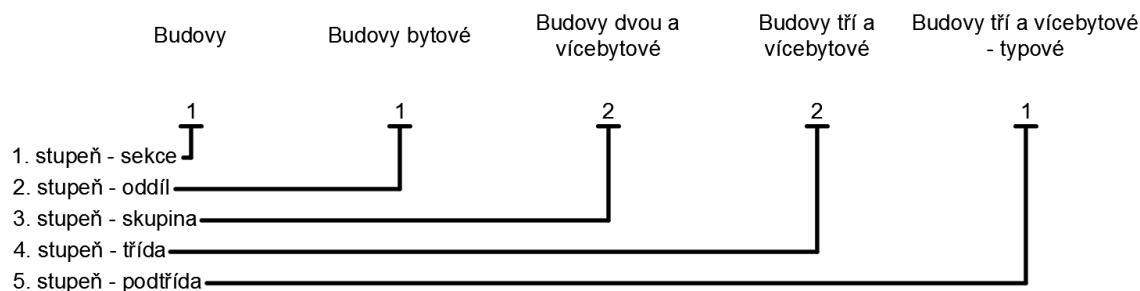 Budovy
Budovy bytové
Budovy dvou a
vícebytové
Budovy tří a
vícebytové
Budovy tří a vícebytové
- typové
1
1
2
2
1
1. stupeň - sekce
2. stupeň - oddíl
3. stupeň - skupina
4. stupeň - třída
5. stupeň - podtřída